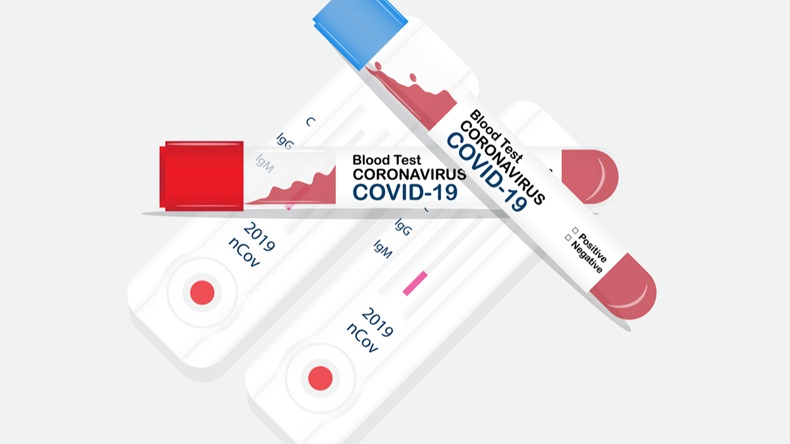 C
IgG
IgM
2019
nCov
Blood Test
CORONAVIRUS
COVID-19
IgG
IgM
2019
nCov
Blood Test
CORONAVIRUS
COVID-19
☐ Positive
☐ Negative